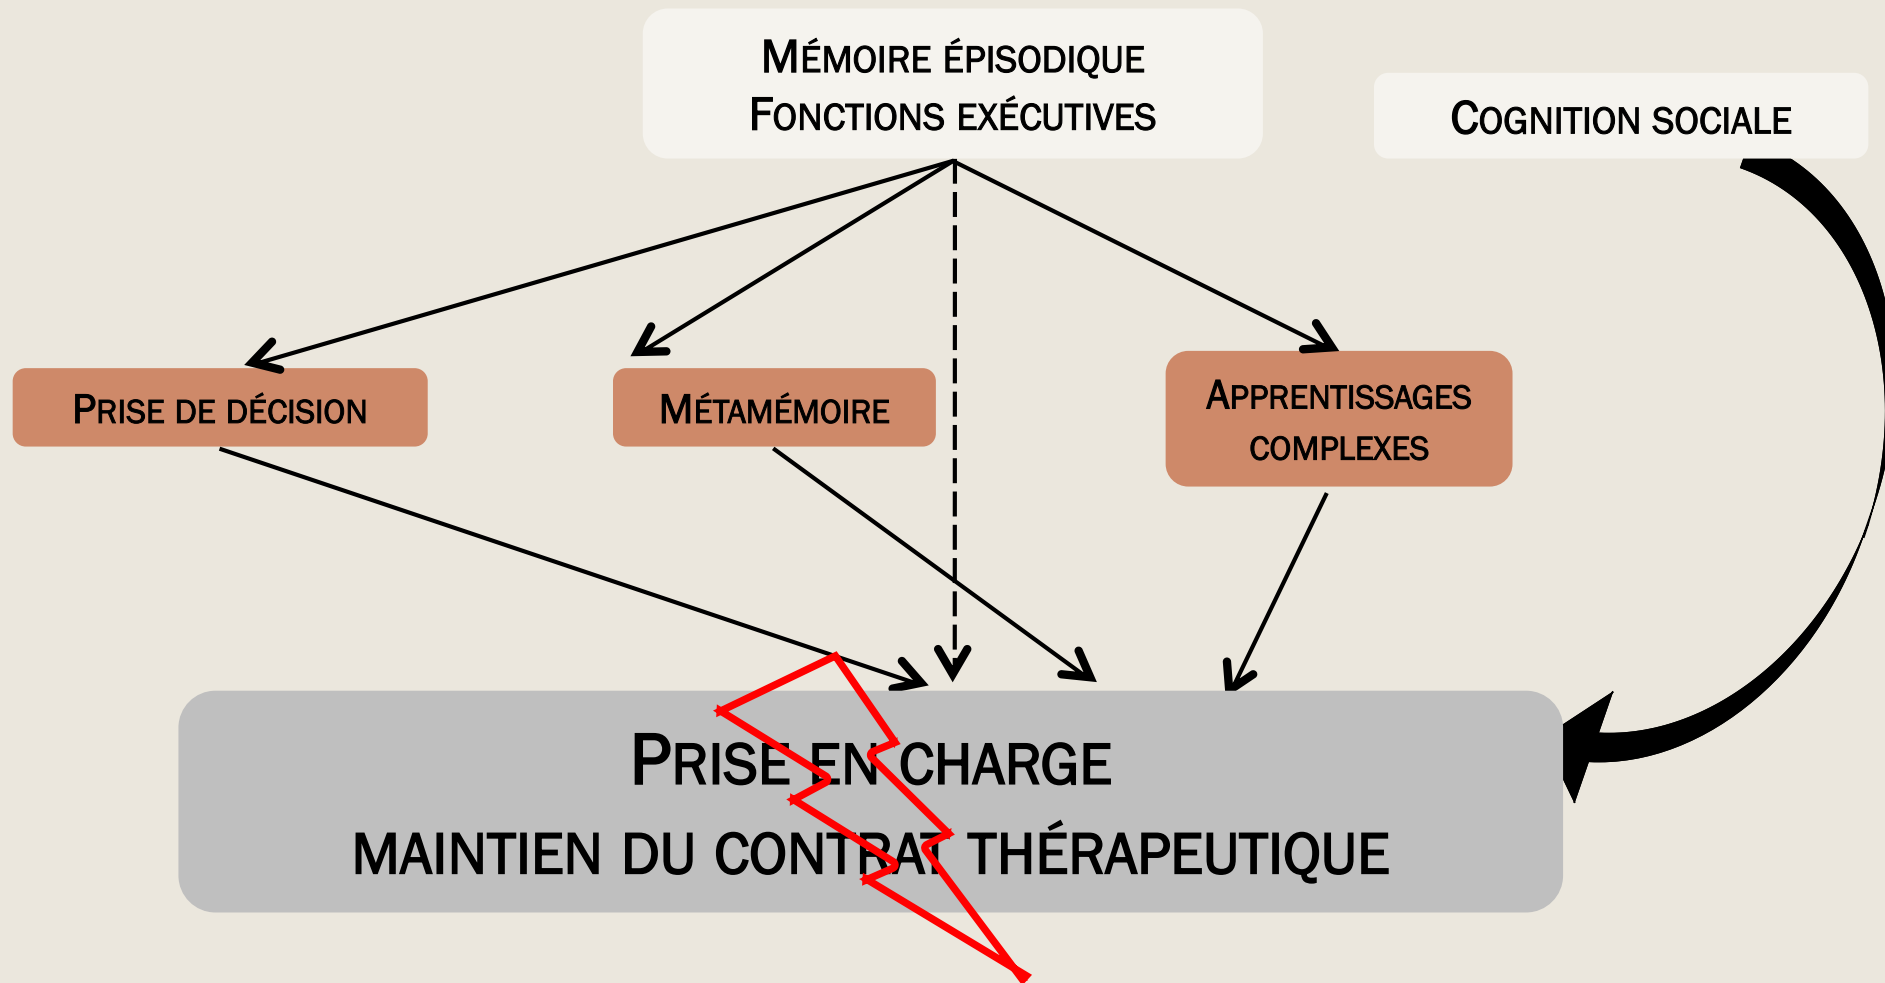 MÉMOIRE ÉPISODIQUE
FONCTIONS EXÉCUTIVES
COGNITION SOCIALE
PRISE DE DÉCISION
MÉTAMÉMOIRE
APPRENTISSAGES
COMPLEXES
PRISE EN CHARGE
MAINTIEN DU CONTRAT THÉRAPEUTIQUE